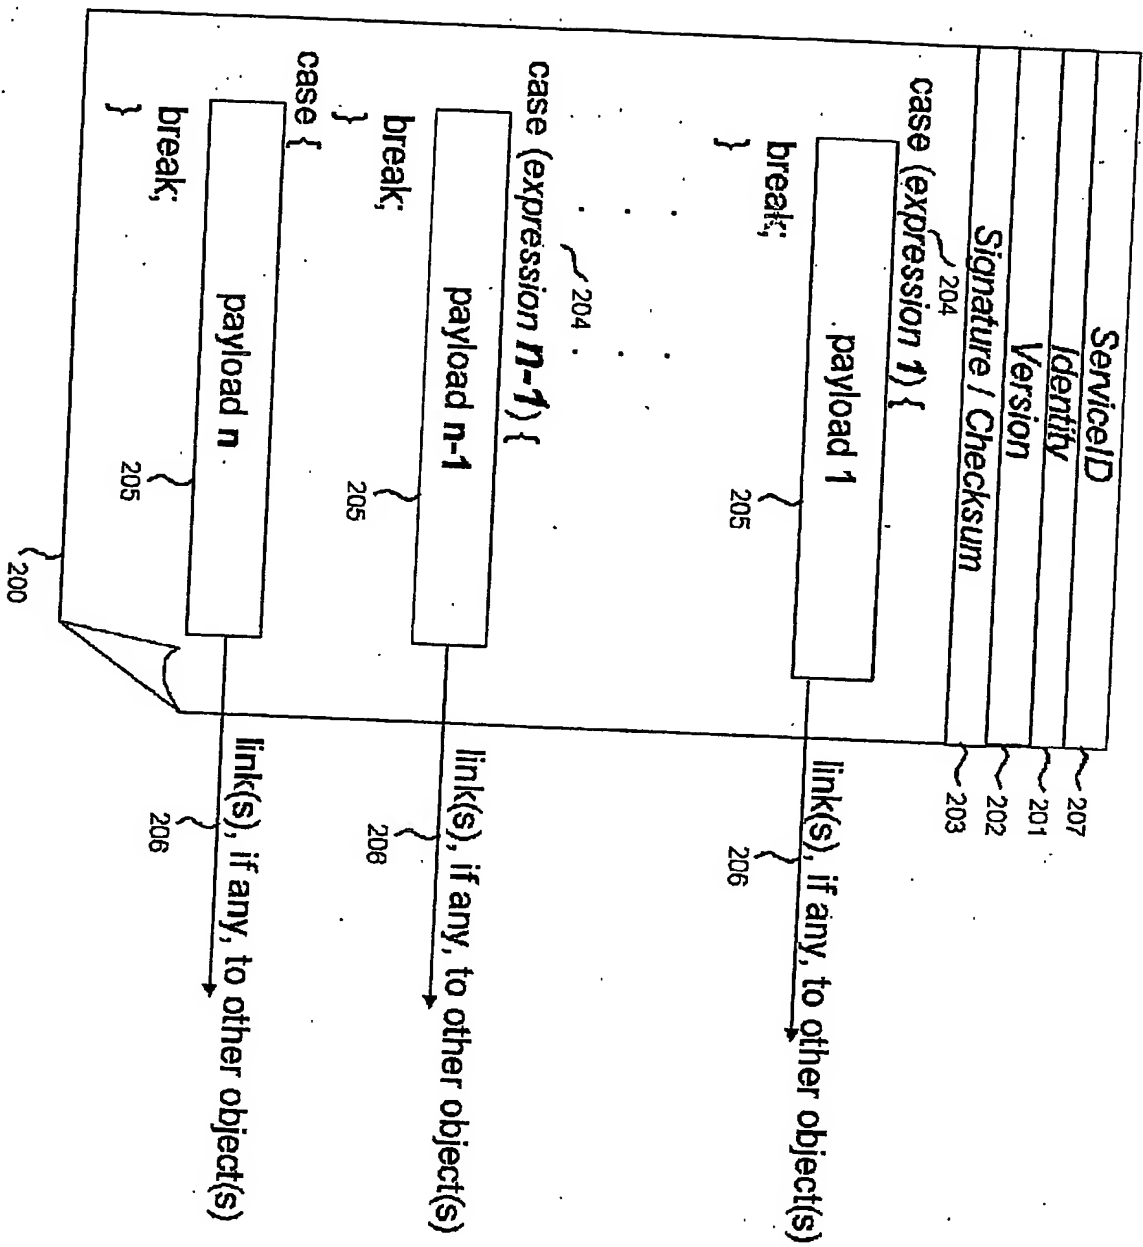 ServiceID
207
Identity
201
Version
202
Signature / Checksum
203
204
case (expression 1) {
payload 1
205
206
link(s), if any, to other object(s)
break;
}
. . .
. . .
204
case (expression n-1) {
payload n-1
205
206
link(s), if any, to other object(s)
break;
}
case {
payload n
205
206
link(s), if any, to other object(s)
break;
}
200